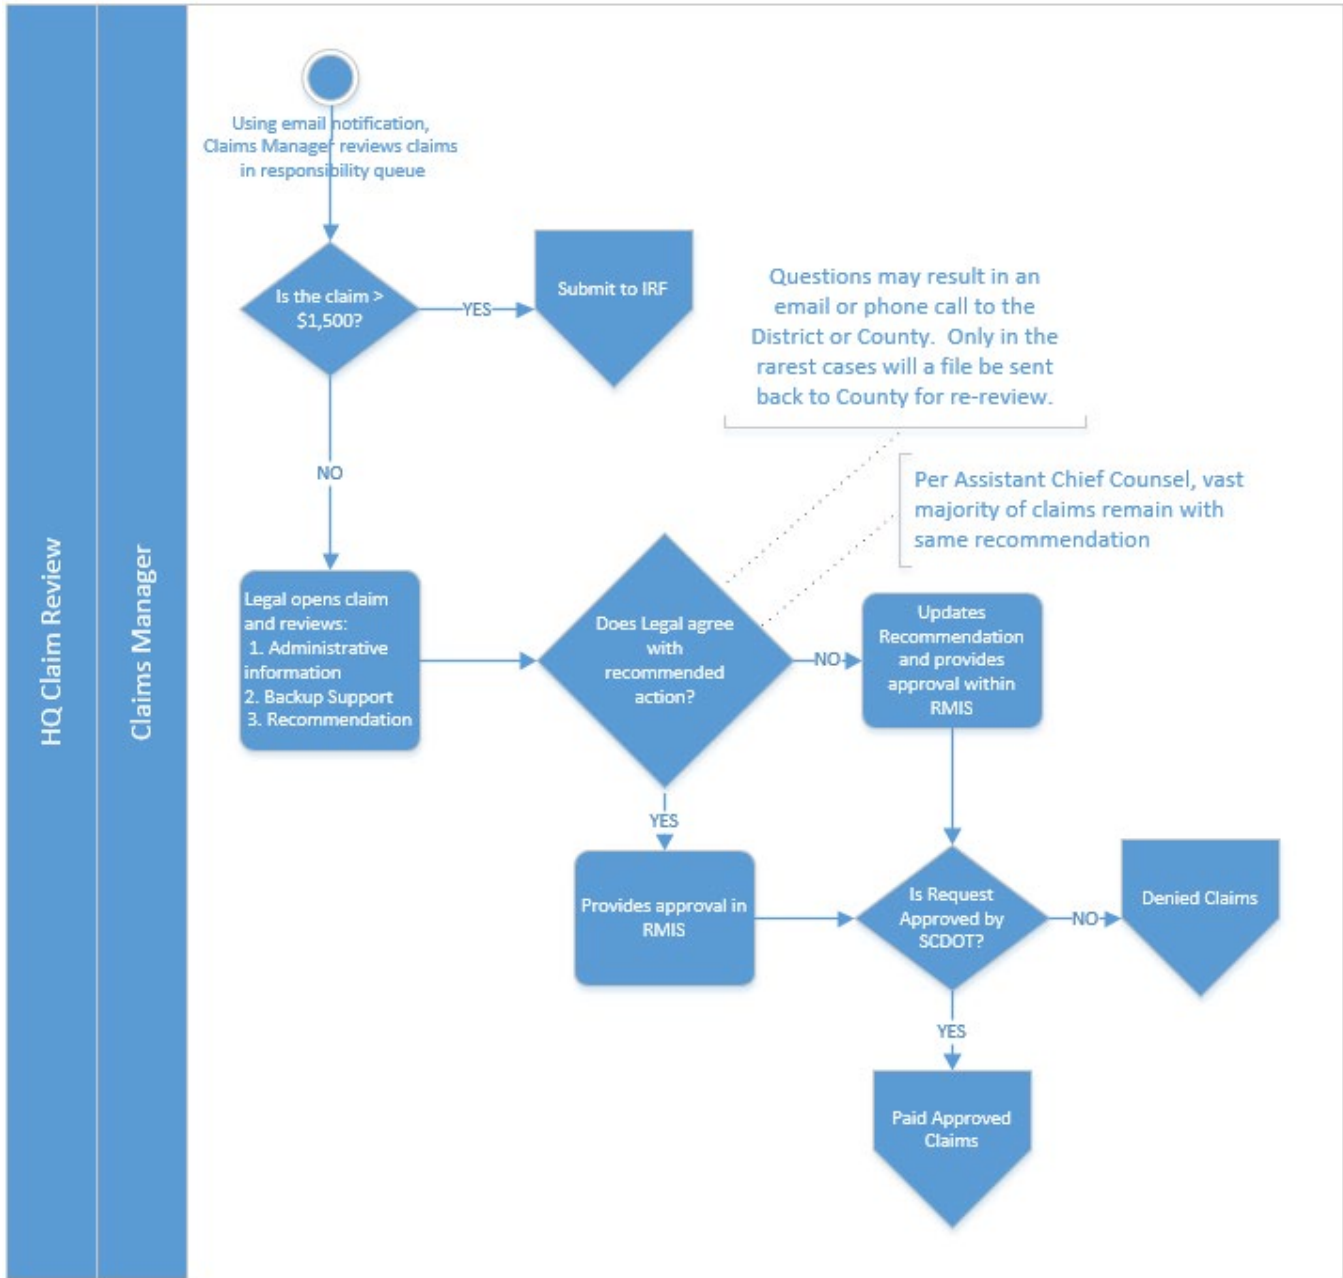 HQ Claim Review
Claims Manager
Using email notification,
Claims Manager reviews claims
in responsibility queue
Is the claim >
$1,500?
YES
Submit to IRF
NO
Questions may result in an
email or phone call to the
District or County.  Only in the
rarest cases will a file be sent
back to County for re-review.
Per Assistant Chief Counsel, vast
majority of claims remain with
same recommendation
Legal opens claim
and reviews:
1. Administrative
information
2. Backup Support
3. Recommendation
Does Legal agree
with
recommended
action?
NO
Updates
Recommendation
and provides
approval within
RMIS
YES
Provides approval in
RMIS
Is Request
Approved by
SCDOT?
NO
Denied Claims
YES
Paid Approved
Claims